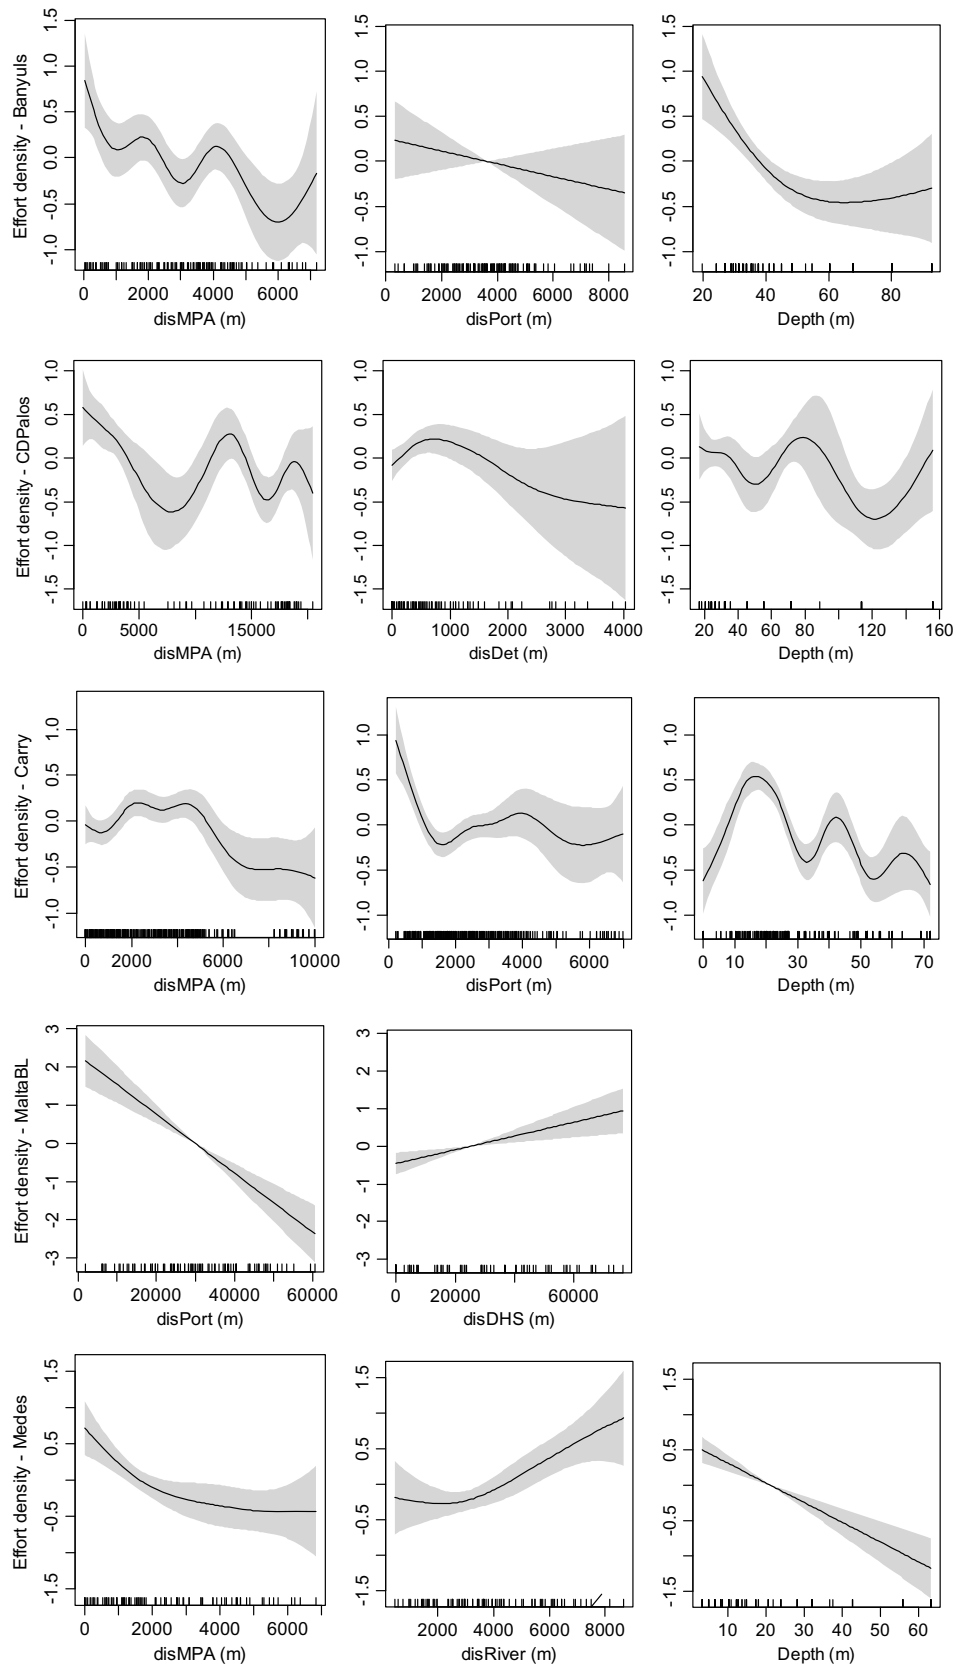 Effort density - Banyuls
1.5
1.0
0.5
0.0
-0.5
-1.0
0 2000 4000 6000
disMPA (m)
1.5
1.0
0.5
0.0
-0.5
-1.0
0 2000 4000 6000 8000
disPort (m)
1.5
1.0
0.5
0.0
-0.5
-1.0
20 40 60 80
Depth (m)
Effort density - CDPalos
1.0
0.5
0.0
-0.5
-1.0
-1.5
0 5000 15000
disMPA (m)
1.0
0.5
0.0
-0.5
-1.0
-1.5
0 1000 2000 3000 4000
disDet (m)
1.0
0.5
0.0
-0.5
-1.0
-1.5
20 40 60 80 120 160
Depth (m)
Effort density - Carry
1.0
0.5
0.0
-0.5
-1.0
0 2000 4000 6000 10000
disMPA (m)
1.0
0.5
0.0
-0.5
-1.0
0 2000 4000 6000
disPort (m)
1.0
0.5
0.0
-0.5
-1.0
0 10 30 50 70
Depth (m)
Effort density - MaltaBL
3
2
1
0
-1
-2
-3
0 20000 40000 60000
disPort (m)
3
2
1
0
-1
-2
-3
0 20000 60000
disDHS (m)
Effort density - Medes
1.5
0.5
-0.5
-1.5
0 2000 4000 6000
disMPA (m)
1.5
0.5
-0.5
-1.5
2000 4000 6000 8000
disRiver (m)
1.5
0.5
-0.5
-1.5
10 20 30 40 50 60
Depth (m)